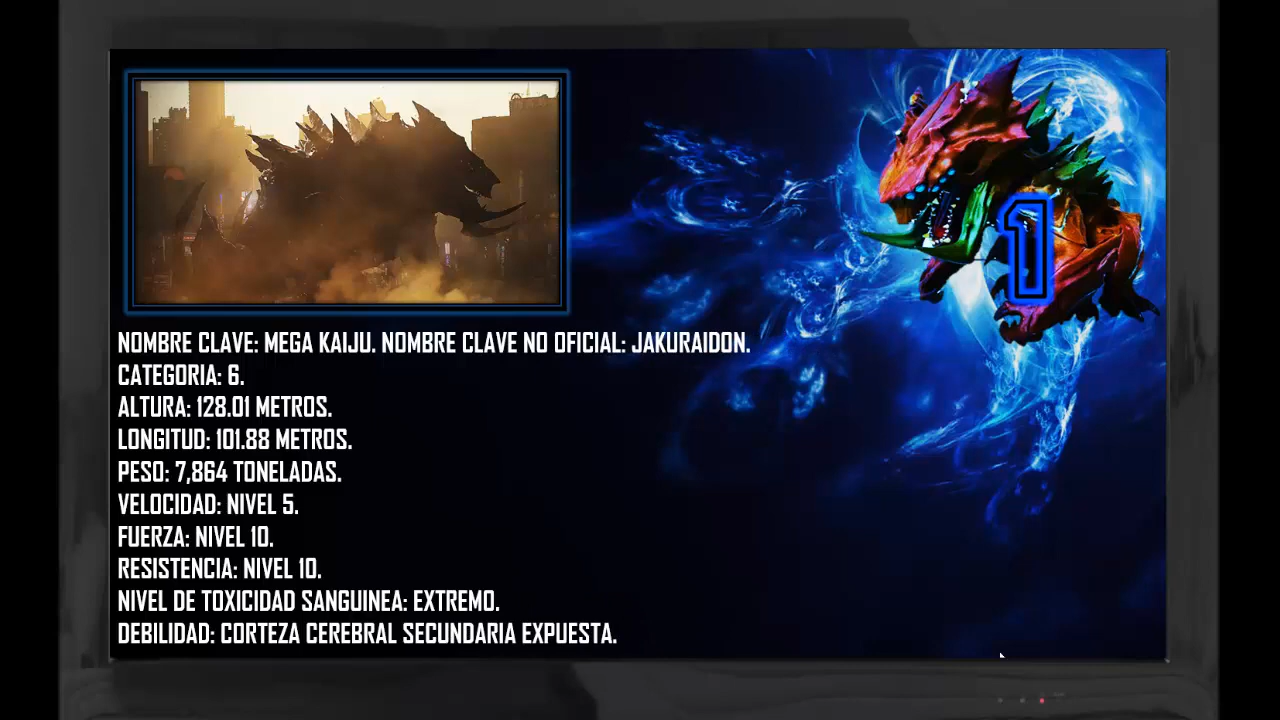 1
NOMBRE CLAVE: MEGA KAIJU. NOMBRE CLAVE NO OFICIAL: JAKURAIDON.
CATEGORIA: 6.
ALTURA: 128.01 METROS.
LONGITUD: 101.88 METROS.
PESO: 7,864 TONELADAS.
VELOCIDAD: NIVEL 5.
FUERZA: NIVEL 10.
RESISTENCIA: NIVEL 10.
NIVEL DE TOXICIDAD SANGUINEA: EXTREMO.
DEBILIDAD: CORTEZA CEREBRAL SECUNDARIA EXPUESTA.